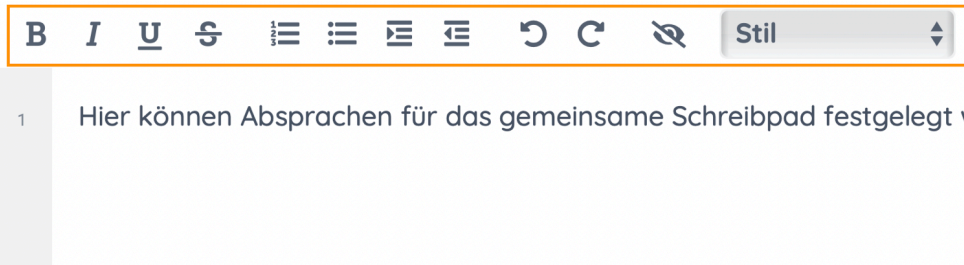 B I U S Stil
1 Hier können Absprachen für das gemeinsame Schreibpad festgelegt